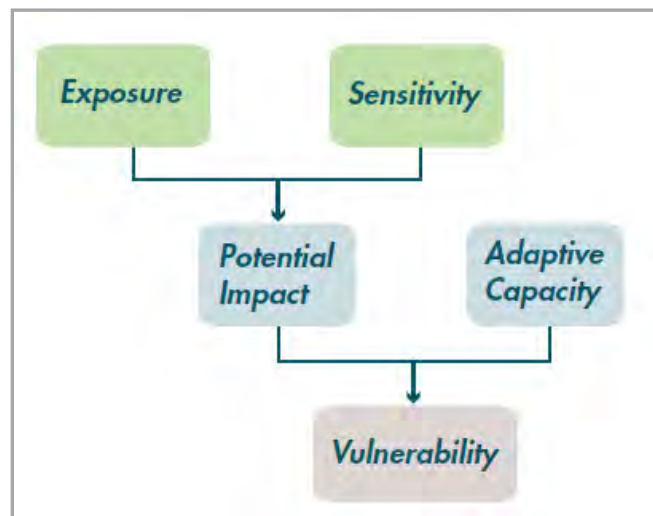 Exposure
Sensitivity
Potential
Impact
Adaptive
Capacity
Vulnerability